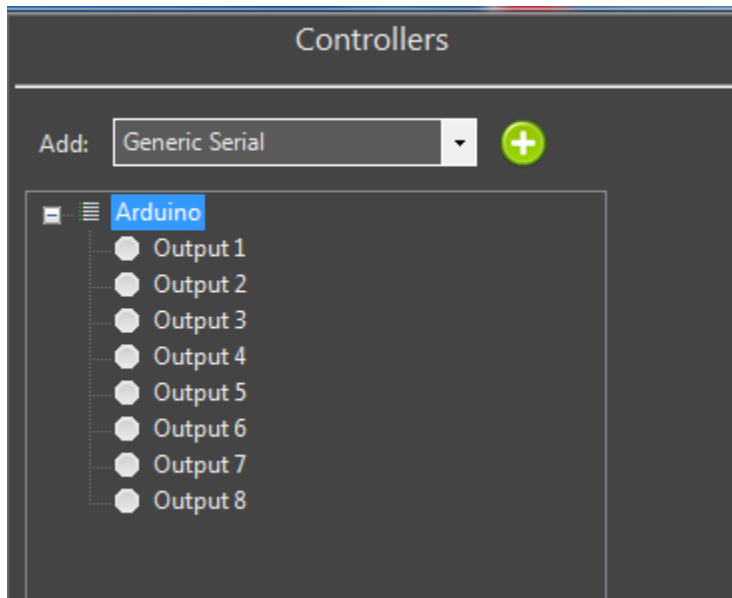 Controllers
Add: Generic Serial
Arduino
Output 1
Output 2
Output 3
Output 4
Output 5
Output 6
Output 7
Output 8